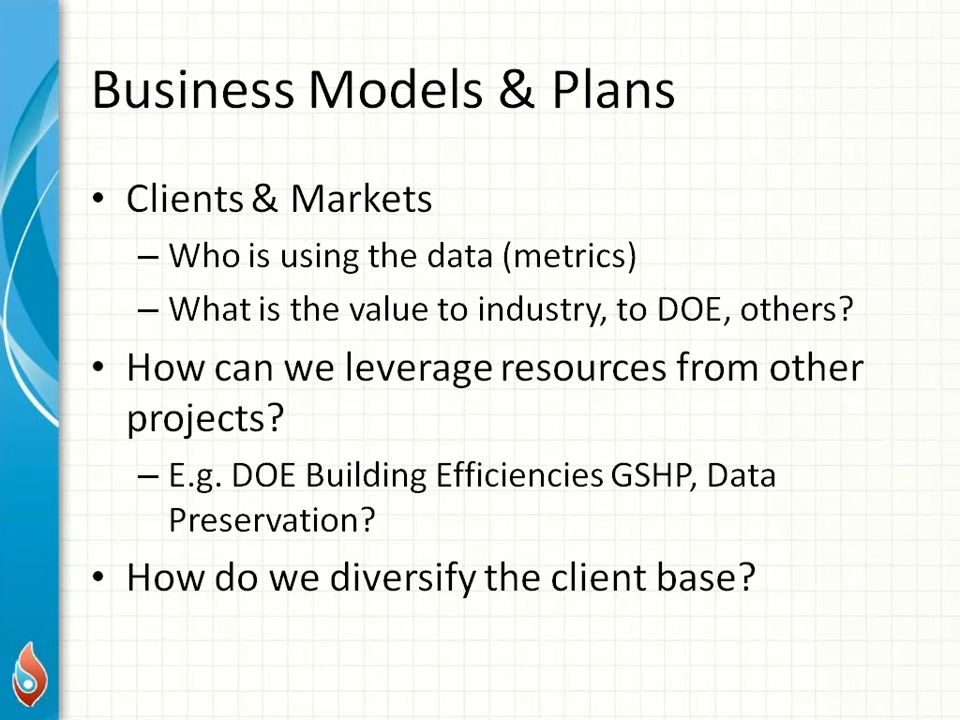 Business Models & Plans
• Clients & Markets
– Who is using the data (metrics)
– What is the value to industry, to DOE, others?
• How can we leverage resources from other
projects?
– E.g. DOE Building Efficiencies GSHP, Data
Preservation?
• How do we diversify the client base?